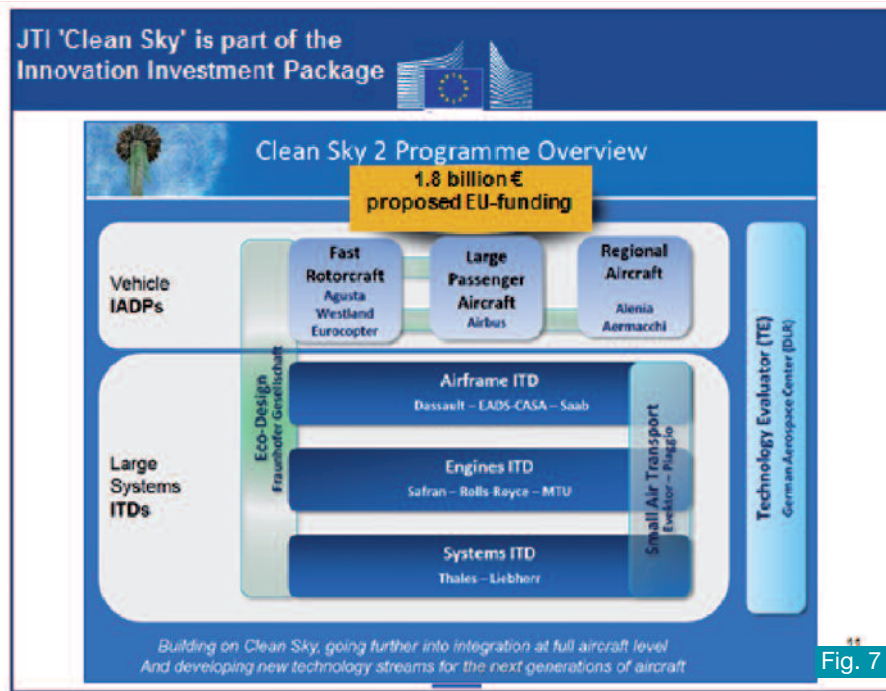 JTI 'Clean Sky' is part of the
Innovation Investment Package
Clean Sky 2 Programme Overview
1.8 billion €
proposed EU-funding
Vehicle
IADPs
Fast
Rotorcraft
Agusta
Westland
Eurocopter
Large
Passenger
Aircraft
Airbus
Regional
Aircraft
Alenia
Aermacchi
Eco-Design
Fraunhofer Gesellschaft
Large
Systems
ITDs
Airframe ITD
Dassault – EADS-CASA – Saab
Engines ITD
Safran – Rolls-Royce – MTU
Systems ITD
Thales – Liebherr
Small Air Transport
Evektor – Piaggio
Technology Evaluator (TE)
German Aerospace Center (DLR)
Building on Clean Sky, going further into integration at full aircraft level
And developing new technology streams for the next generations of aircraft
11
Fig. 7